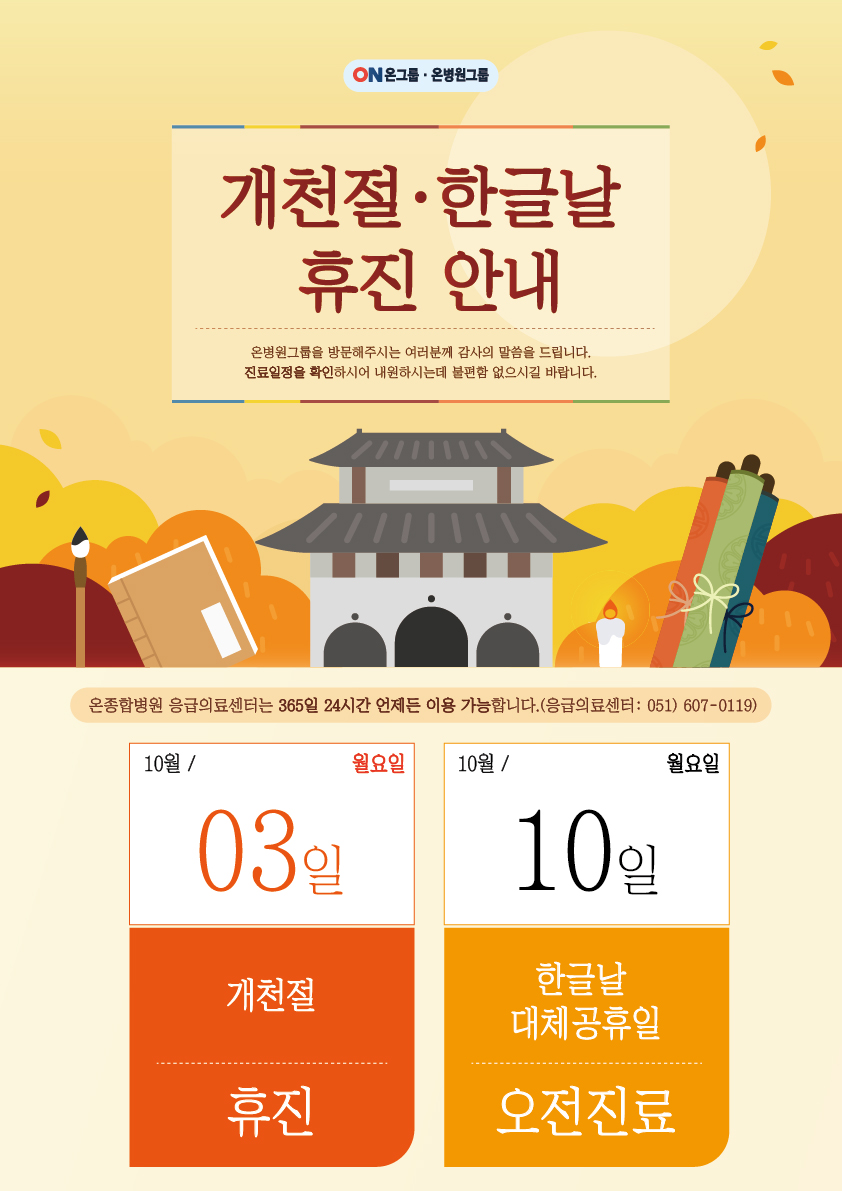 ON 온그룹 · 온병원그룹
개천절·한글날
휴진 안내
온병원그룹을 방문해주시는 여러분께 감사의 말씀을 드립니다.
진료일정을 확인하시어 내원하시는데 불편함 없으시길 바랍니다.
온종합병원 응급의료센터는 365일 24시간 언제든 이용 가능합니다.(응급의료센터: 051) 607-0119)
10월 / 월요일
03일
개천절
휴진
10월 / 월요일
10일
한글날
대체공휴일
오전진료